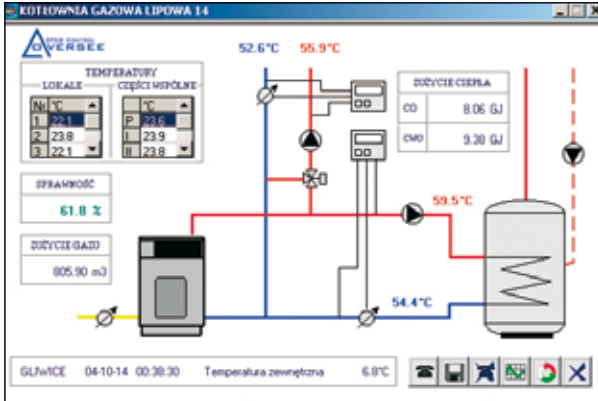 KOTŁOWNIA GAZOWA LIPOWA 14
STAR CONTROL
OVERSEE
52.6°C 55.9°C
TEMPERATURY
LOKALE CZĘŚCI WSPÓLNE
Nr °C °C
1 22.1 P 23.6
2 23.8 I 23.9
3 22.1 II 23.8
ZUŻYCIE CIEPŁA
CO 8.06 GJ
CWU 9.38 GJ
SPRAWNOŚĆ
61.8 %
59.5°C
ZUŻYCIE GAZU
805.90 m3
54.4°C
GLIWICE 04-10-14 00:38:30 Temperatura zewnętrzna 6.8°C